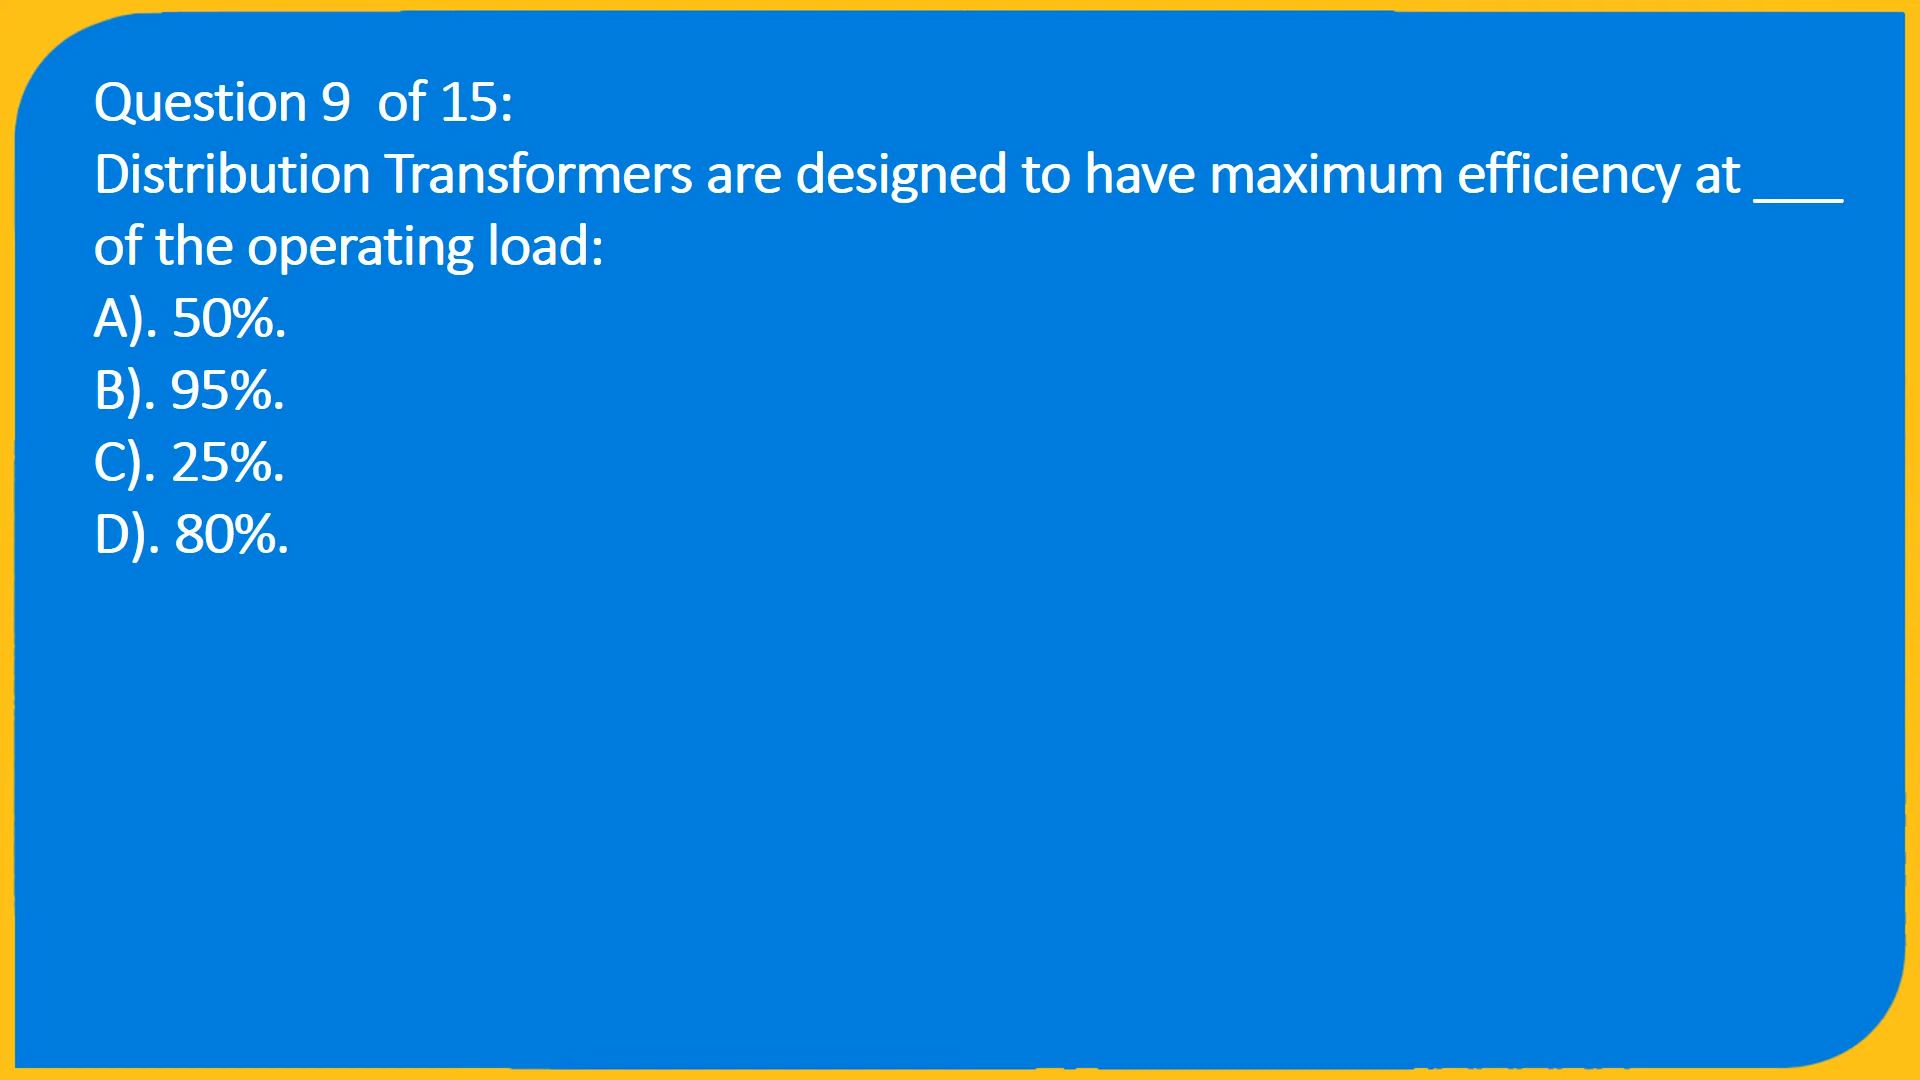 Question 9  of 15:
Distribution Transformers are designed to have maximum efficiency at ____
of the operating load:
A). 50%.
B). 95%.
C). 25%.
D). 80%.